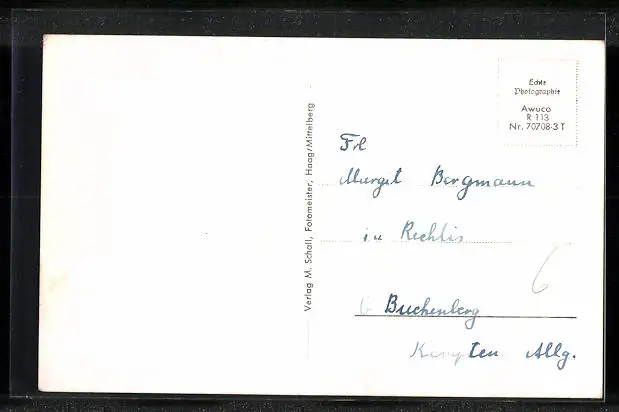 Echte
Photographie
Awuco
R 113
Nr. 70708-3 T
Verlag M. Schall, Fotomeister, Haag/Mittelberg
Frl
Margit Bergmann
in Rechtis
b Buchenberg
Kempten Allg.
6